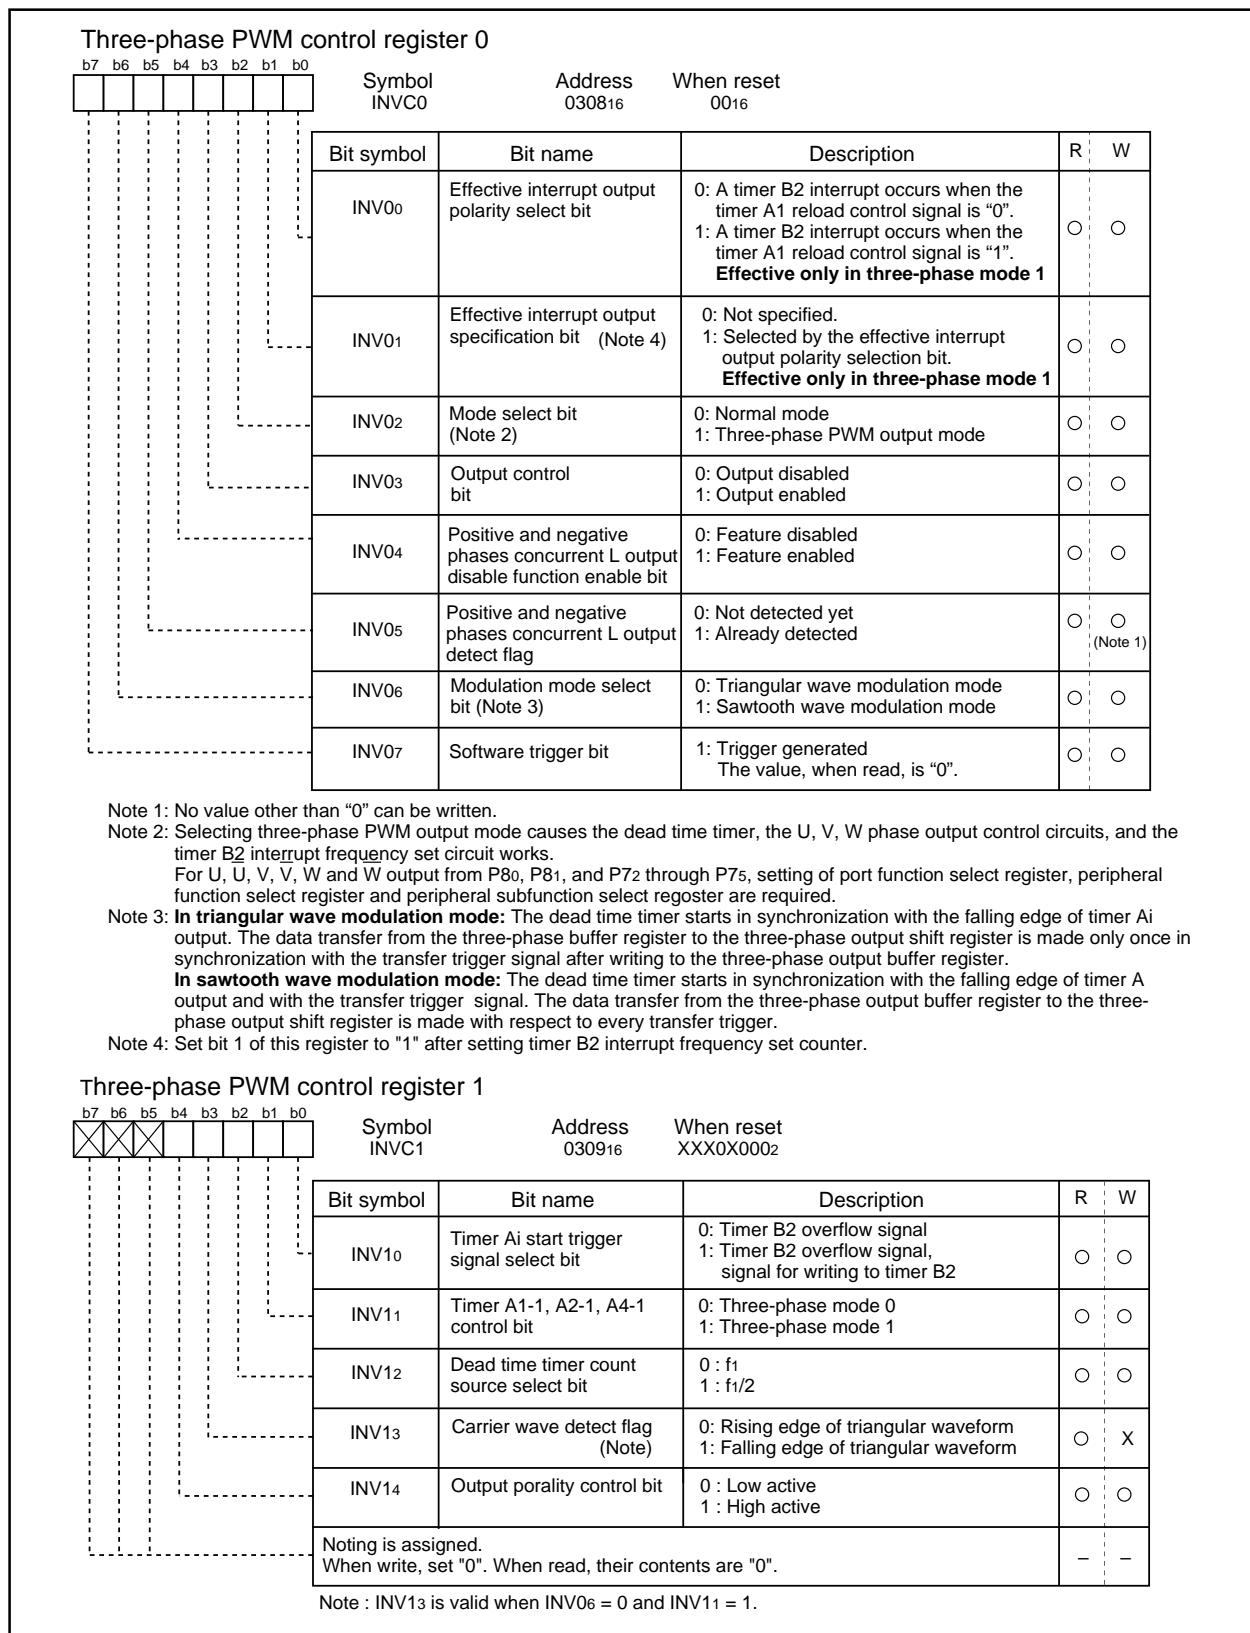 Three-phase PWM control register 0
b7 b6 b5 b4 b3 b2 b1 b0
Symbol Address When reset
INVC0 030816 0016
Bit symbol Bit name Description R W
INV00 Effective interrupt output polarity select bit 0: A timer B2 interrupt occurs when the
timer A1 reload control signal is “0”.
1: A timer B2 interrupt occurs when the
timer A1 reload control signal is “1”.
Effective only in three-phase mode 1
INV01 Effective interrupt output specification bit (Note 4) 0: Not specified.
1: Selected by the effective interrupt
output polarity selection bit.
Effective only in three-phase mode 1
INV02 Mode select bit (Note 2) 0: Normal mode
1: Three-phase PWM output mode
INV03 Output control bit 0: Output disabled
1: Output enabled
INV04 Positive and negative phases concurrent L output disable function enable bit 0: Feature disabled
1: Feature enabled
INV05 Positive and negative phases concurrent L output detect flag 0: Not detected yet
1: Already detected
(Note 1)
INV06 Modulation mode select bit (Note 3) 0: Triangular wave modulation mode
1: Sawtooth wave modulation mode
INV07 Software trigger bit 1: Trigger generated
The value, when read, is “0”.
Note 1: No value other than “0” can be written.
Note 2: Selecting three-phase PWM output mode causes the dead time timer, the U, V, W phase output control circuits, and the
timer B2 interrupt frequency set circuit works.
For U, U̅, V, V̅, W and W̅ output from P80, P81, and P72 through P75, setting of port function select register, peripheral
function select register and peripheral subfunction select regoster are required.
Note 3: In triangular wave modulation mode: The dead time timer starts in synchronization with the falling edge of timer Ai
output. The data transfer from the three-phase buffer register to the three-phase output shift register is made only once in
synchronization with the transfer trigger signal after writing to the three-phase output buffer register.
In sawtooth wave modulation mode: The dead time timer starts in synchronization with the falling edge of timer A
output and with the transfer trigger signal. The data transfer from the three-phase output buffer register to the three-
phase output shift register is made with respect to every transfer trigger.
Note 4: Set bit 1 of this register to "1" after setting timer B2 interrupt frequency set counter.
Three-phase PWM control register 1
b7 b6 b5 b4 b3 b2 b1 b0
Symbol Address When reset
INVC1 030916 XXX0X0002
Bit symbol Bit name Description R W
INV10 Timer Ai start trigger signal select bit 0: Timer B2 overflow signal
1: Timer B2 overflow signal,
signal for writing to timer B2
INV11 Timer A1-1, A2-1, A4-1 control bit 0: Three-phase mode 0
1: Three-phase mode 1
INV12 Dead time timer count source select bit 0 : f1
1 : f1/2
INV13 Carrier wave detect flag (Note) 0: Rising edge of triangular waveform
1: Falling edge of triangular waveform
X
INV14 Output porality control bit 0 : Low active
1 : High active
Noting is assigned.
When write, set "0". When read, their contents are "0".
– –
Note : INV13 is valid when INV06 = 0 and INV11 = 1.